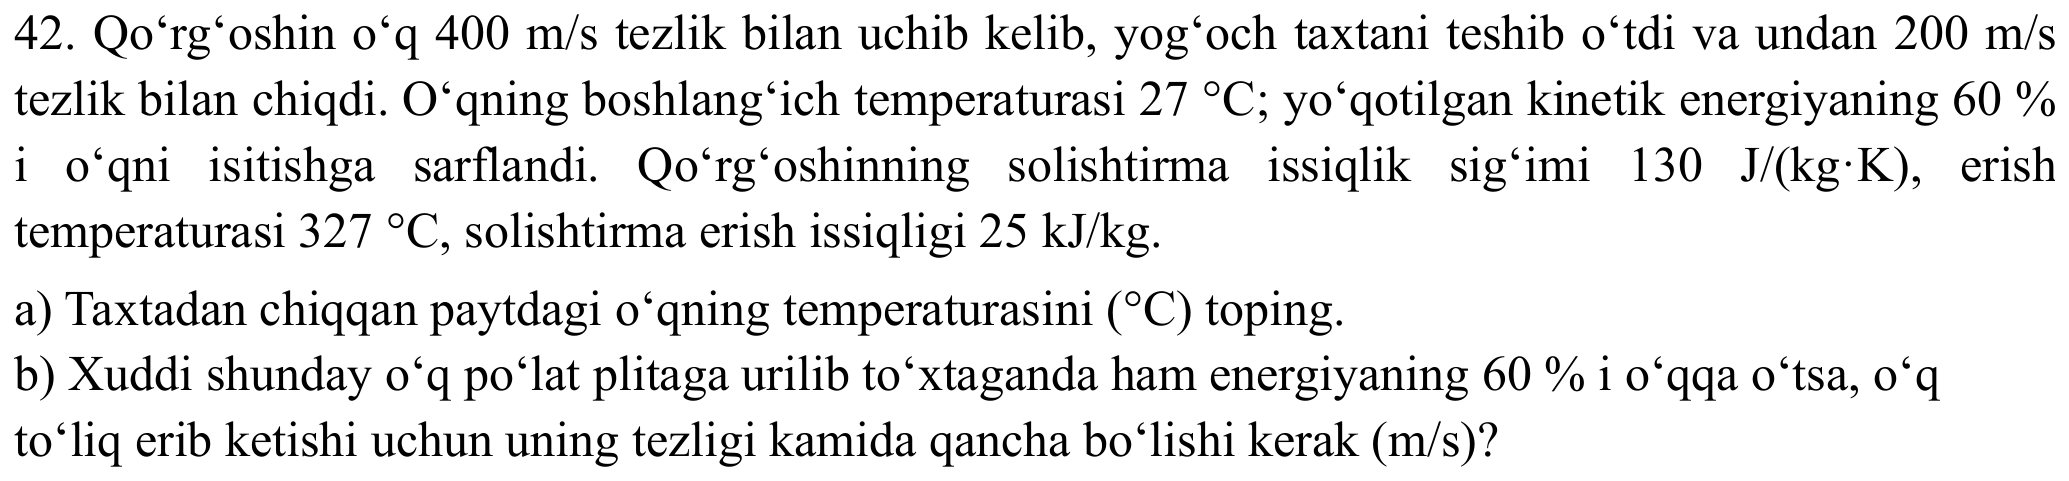 42. Qo‘rg‘oshin o‘q 400 m/s tezlik bilan uchib kelib, yog‘och taxtani teshib o‘tdi va undan 200 m/s
tezlik bilan chiqdi. O‘qning boshlang‘ich temperaturasi 27 °C; yo‘qotilgan kinetik energiyaning 60 %
i o‘qni isitishga sarflandi. Qo‘rg‘oshinning solishtirma issiqlik sig‘imi 130 J/(kg·K), erish
temperaturasi 327 °C, solishtirma erish issiqligi 25 kJ/kg.
a) Taxtadan chiqqan paytdagi o‘qning temperaturasini (°C) toping.
b) Xuddi shunday o‘q po‘lat plitaga urilib to‘xtaganda ham energiyaning 60 % i o‘qqa o‘tsa, o‘q
to‘liq erib ketishi uchun uning tezligi kamida qancha bo‘lishi kerak (m/s)?